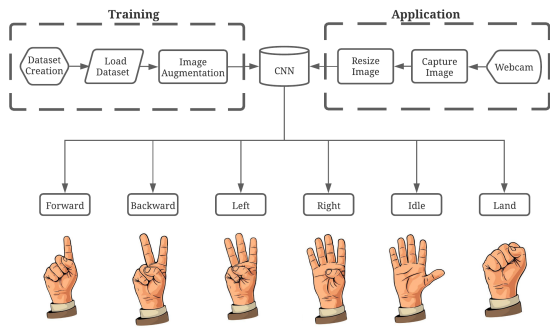 Training
Application
Dataset
Creation
Load
Dataset
Image
Augmentation
CNN
Resize
Image
Capture
Image
Webcam
Forward
Backward
Left
Right
Idle
Land